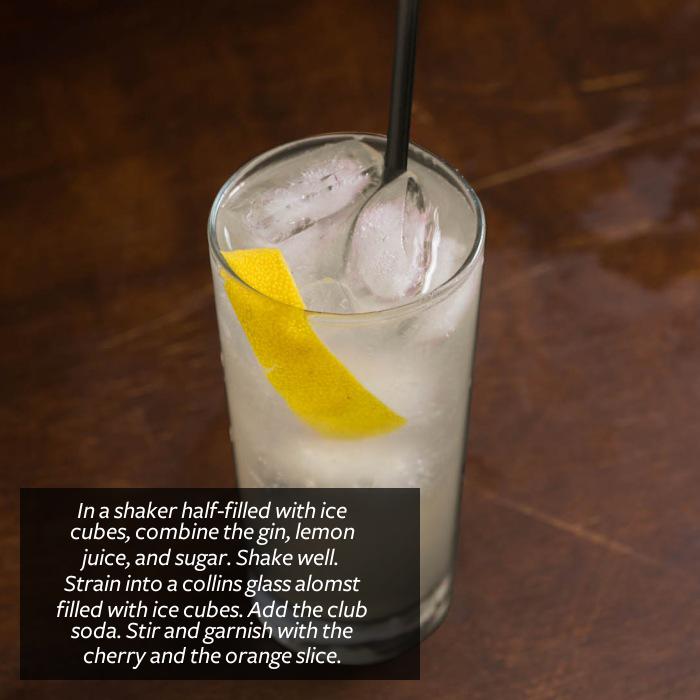 In a shaker half-filled with ice
cubes, combine the gin, lemon
juice, and sugar. Shake well.
Strain into a collins glass alomst
filled with ice cubes. Add the club
soda. Stir and garnish with the
cherry and the orange slice.